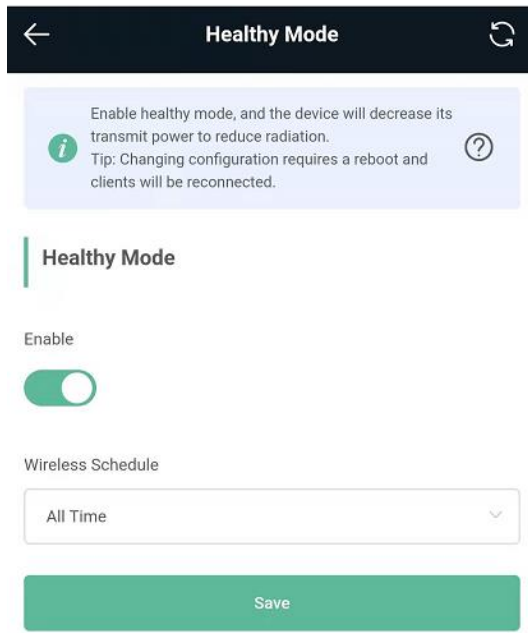 Healthy Mode
Enable healthy mode, and the device will decrease its
transmit power to reduce radiation.
Tip: Changing configuration requires a reboot and
clients will be reconnected.
Healthy Mode
Enable
Wireless Schedule
All Time
Save